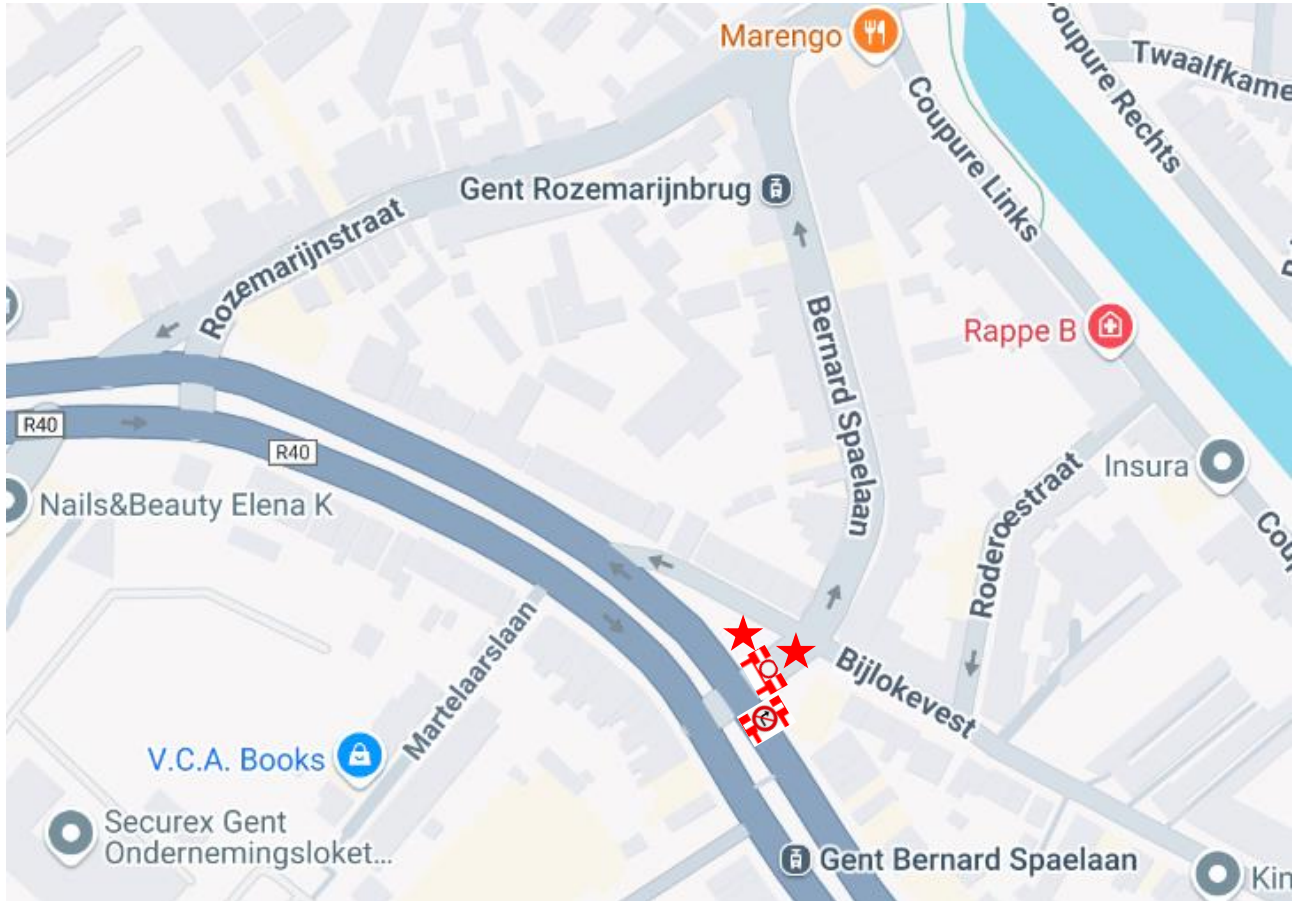 Marengo
Coupure Rechts
Twaalfkame
Coupure Links
Gent Rozemarijnbrug
Rozemarijnstraat
Bernard Spaelaan
Rappe B
R40
R40
Insura
Nails&Beauty Elena K
Roderoestraat
Coup
Martelaarslaan
Bijlokevest
V.C.A. Books
Securex Gent
Ondernemingsloket...
Gent Bernard Spaelaan
Kin